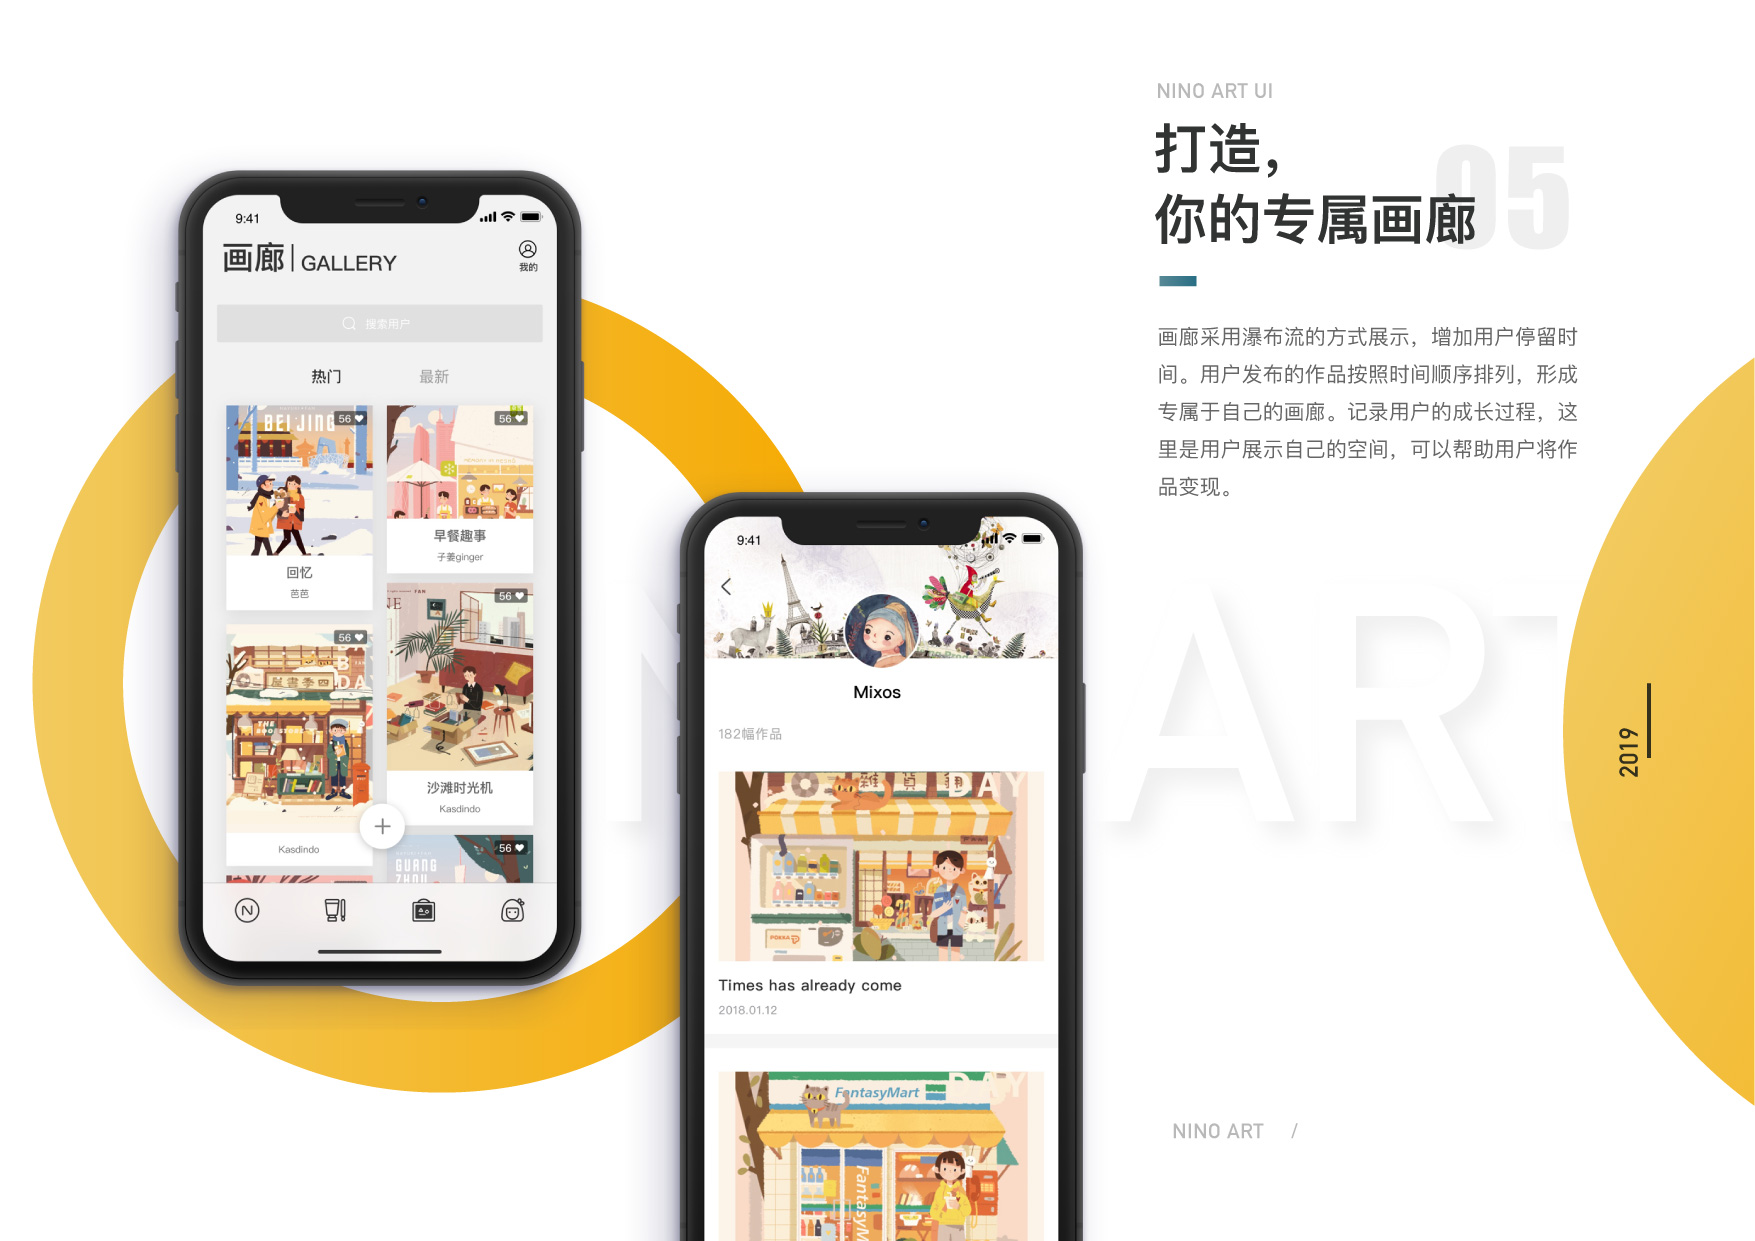 NINO ART UI
打造，
你的专属画廊
05
画廊采用瀑布流的方式展示，增加用户停留时
间。用户发布的作品按照时间顺序排列，形成
专属于自己的画廊。记录用户的成长过程，这
里是用户展示自己的空间，可以帮助用户将作
品变现。
9:41
画廊 GALLERY
我的
搜索用户
热门
最新
BEIJING
56
回忆
芭芭
56
早餐趣事
子姜ginger
56
DAY
Kasdindo
56
FAN
沙滩时光机
Kasdindo
56
GUANG
ZHOU
N
9:41
Mixos
182幅作品
DAY
POKKA
Times has already come
2018.01.12
FantasyMart
DAY
FantasyM
N ART
2019
NINO ART /